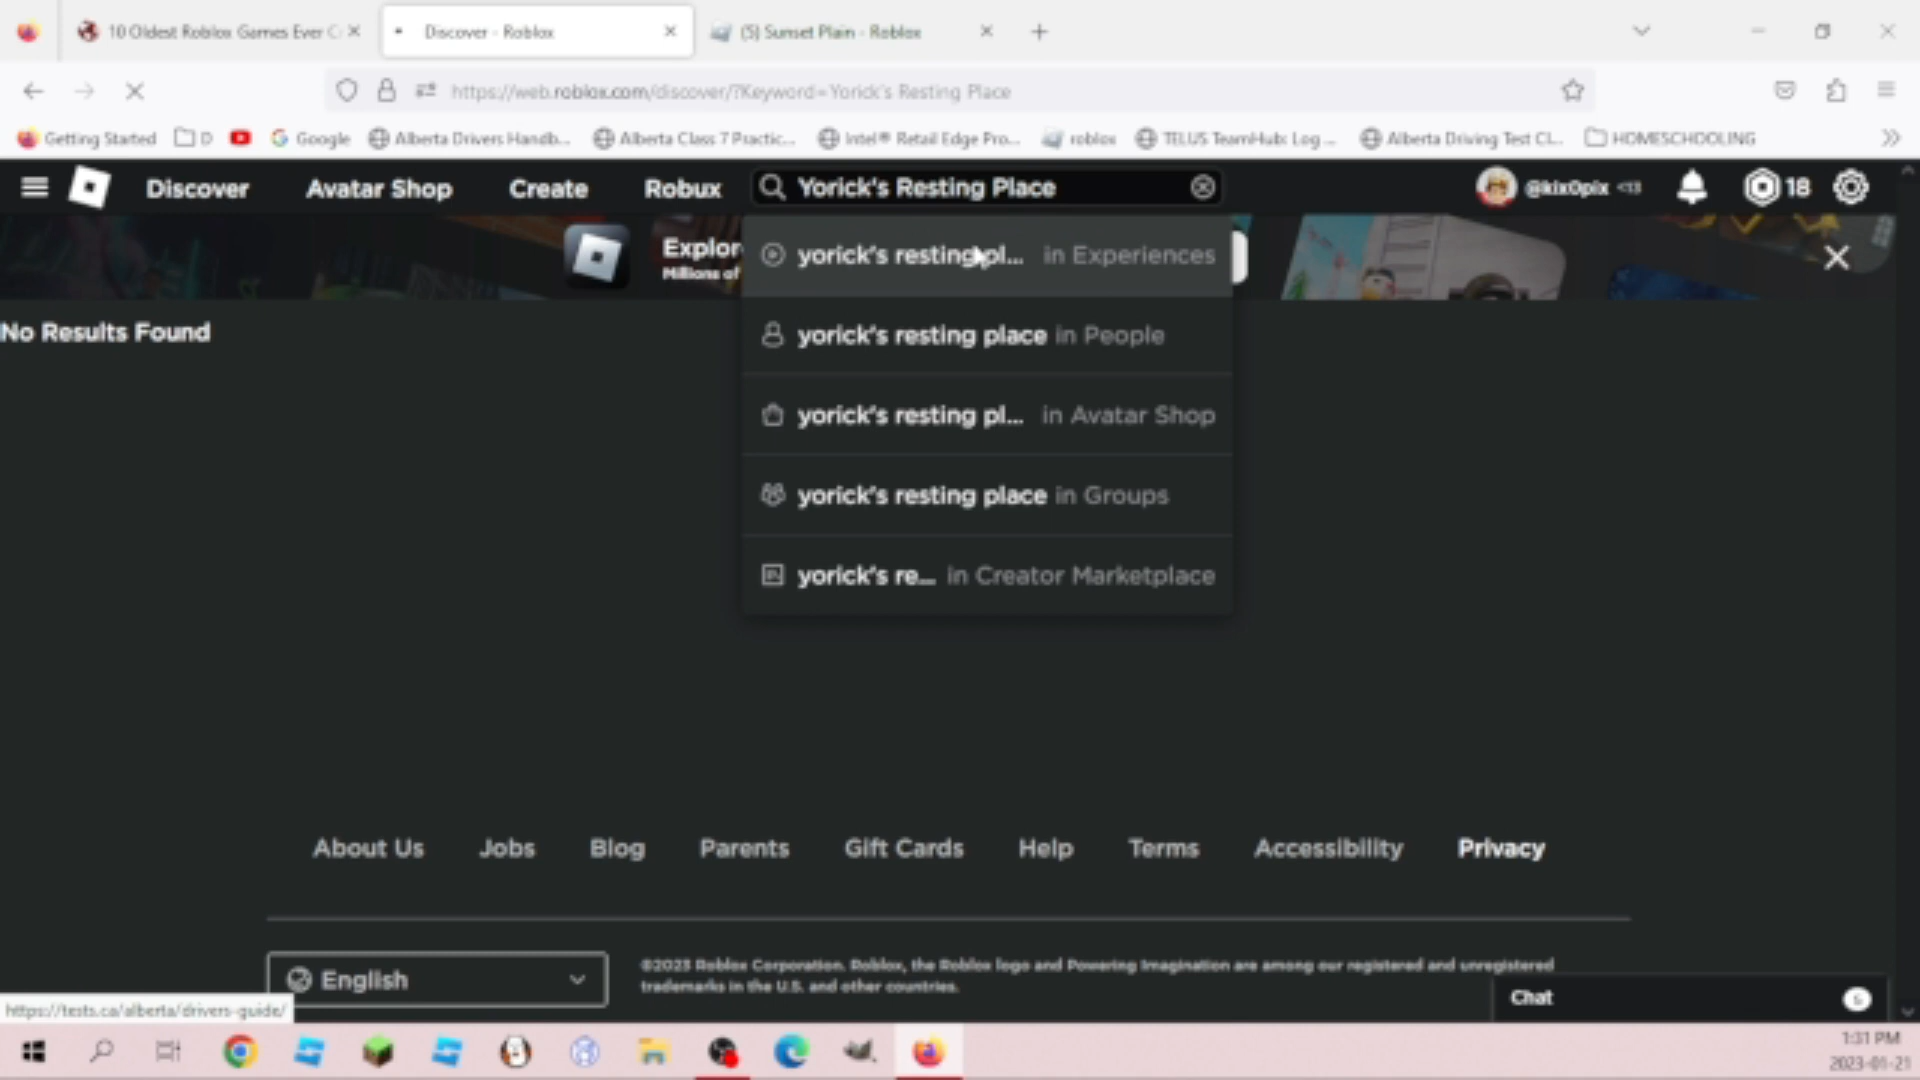 10 Oldest Roblox Games Ever C
Discover - Roblox
(5) Sunset Plain - Roblox
https://web.roblox.com/discover/?Keyword=Yorick's Resting Place
Getting Started
D
Google
Alberta Drivers Handb...
Alberta Class 7 Practic...
Intel® Retail Edge Pro...
roblox
TELUS TeamHub: Log ...
Alberta Driving Test Cl...
HOMESCHOOLING
Discover
Avatar Shop
Create
Robux
Yorick's Resting Place
@kix0pix <13
18
Explor
Millions of
yorick's resting pl... in Experiences
No Results Found
yorick's resting place in People
yorick's resting pl... in Avatar Shop
yorick's resting place in Groups
yorick's re... in Creator Marketplace
About Us
Jobs
Blog
Parents
Gift Cards
Help
Terms
Accessibility
Privacy
English
©2023 Roblox Corporation. Roblox, the Roblox logo and Powering Imagination are among our registered and unregistered
trademarks in the U.S. and other countries.
Chat
5
https://tests.ca/alberta/drivers-guide/
1:31 PM
2023-01-21